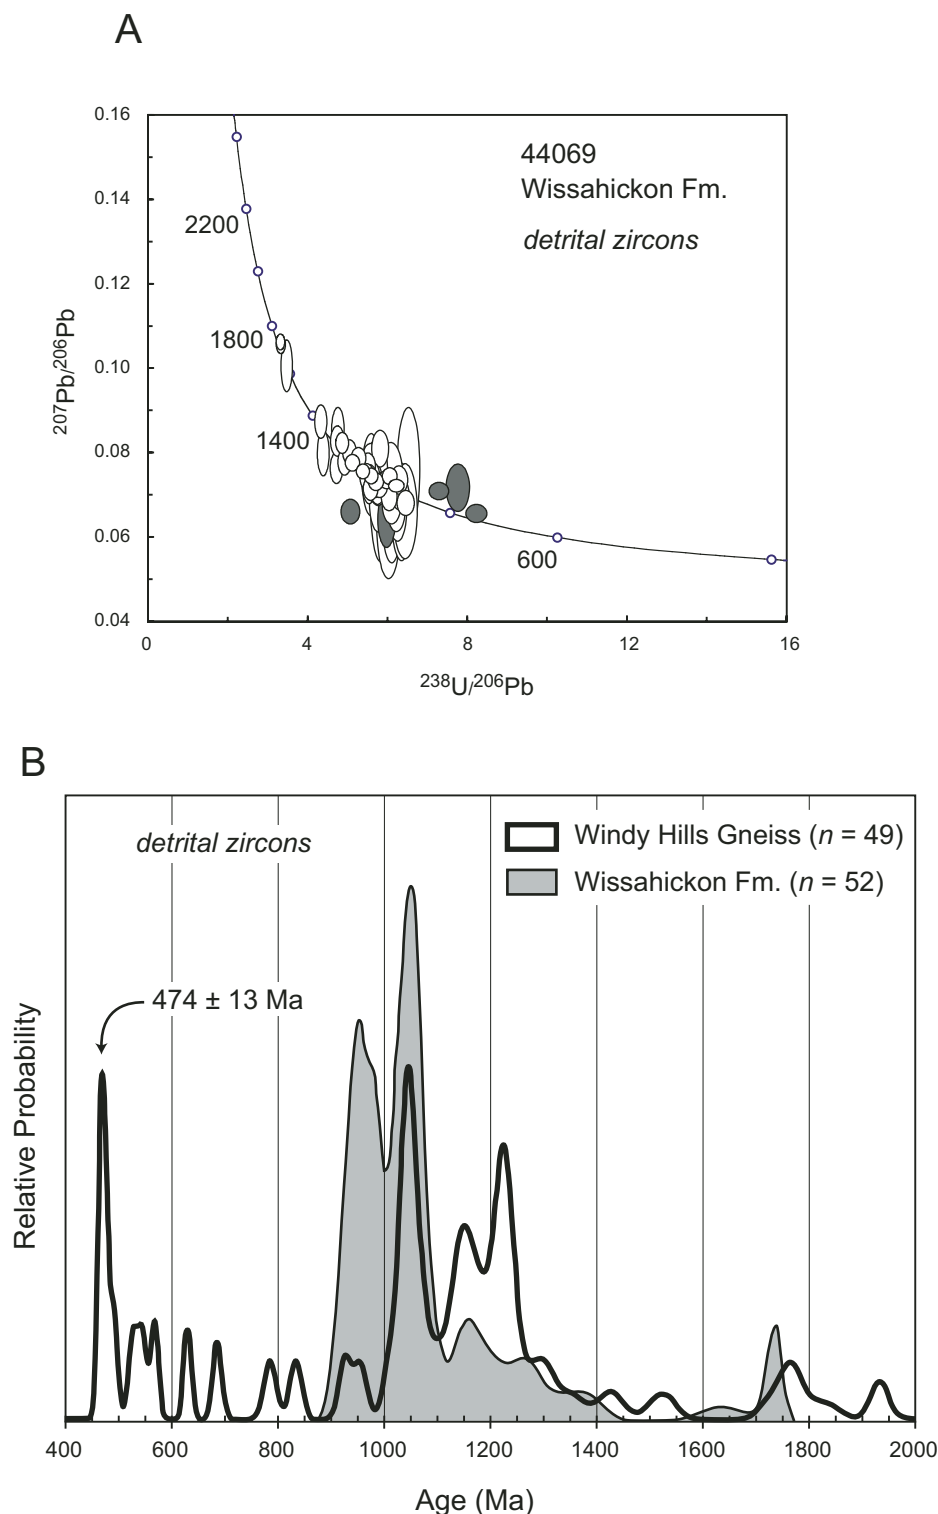 A
0.16
0.14
0.12
0.10
0.08
0.06
0.04
207Pb/206Pb
44069
Wissahickon Fm.
detrital zircons
2200
1800
1400
600
0
4
8
12
16
238U/206Pb
B
detrital zircons
Windy Hills Gneiss (n = 49)
Wissahickon Fm. (n = 52)
474 ± 13 Ma
Relative Probability
400
600
800
1000
1200
1400
1600
1800
2000
Age (Ma)